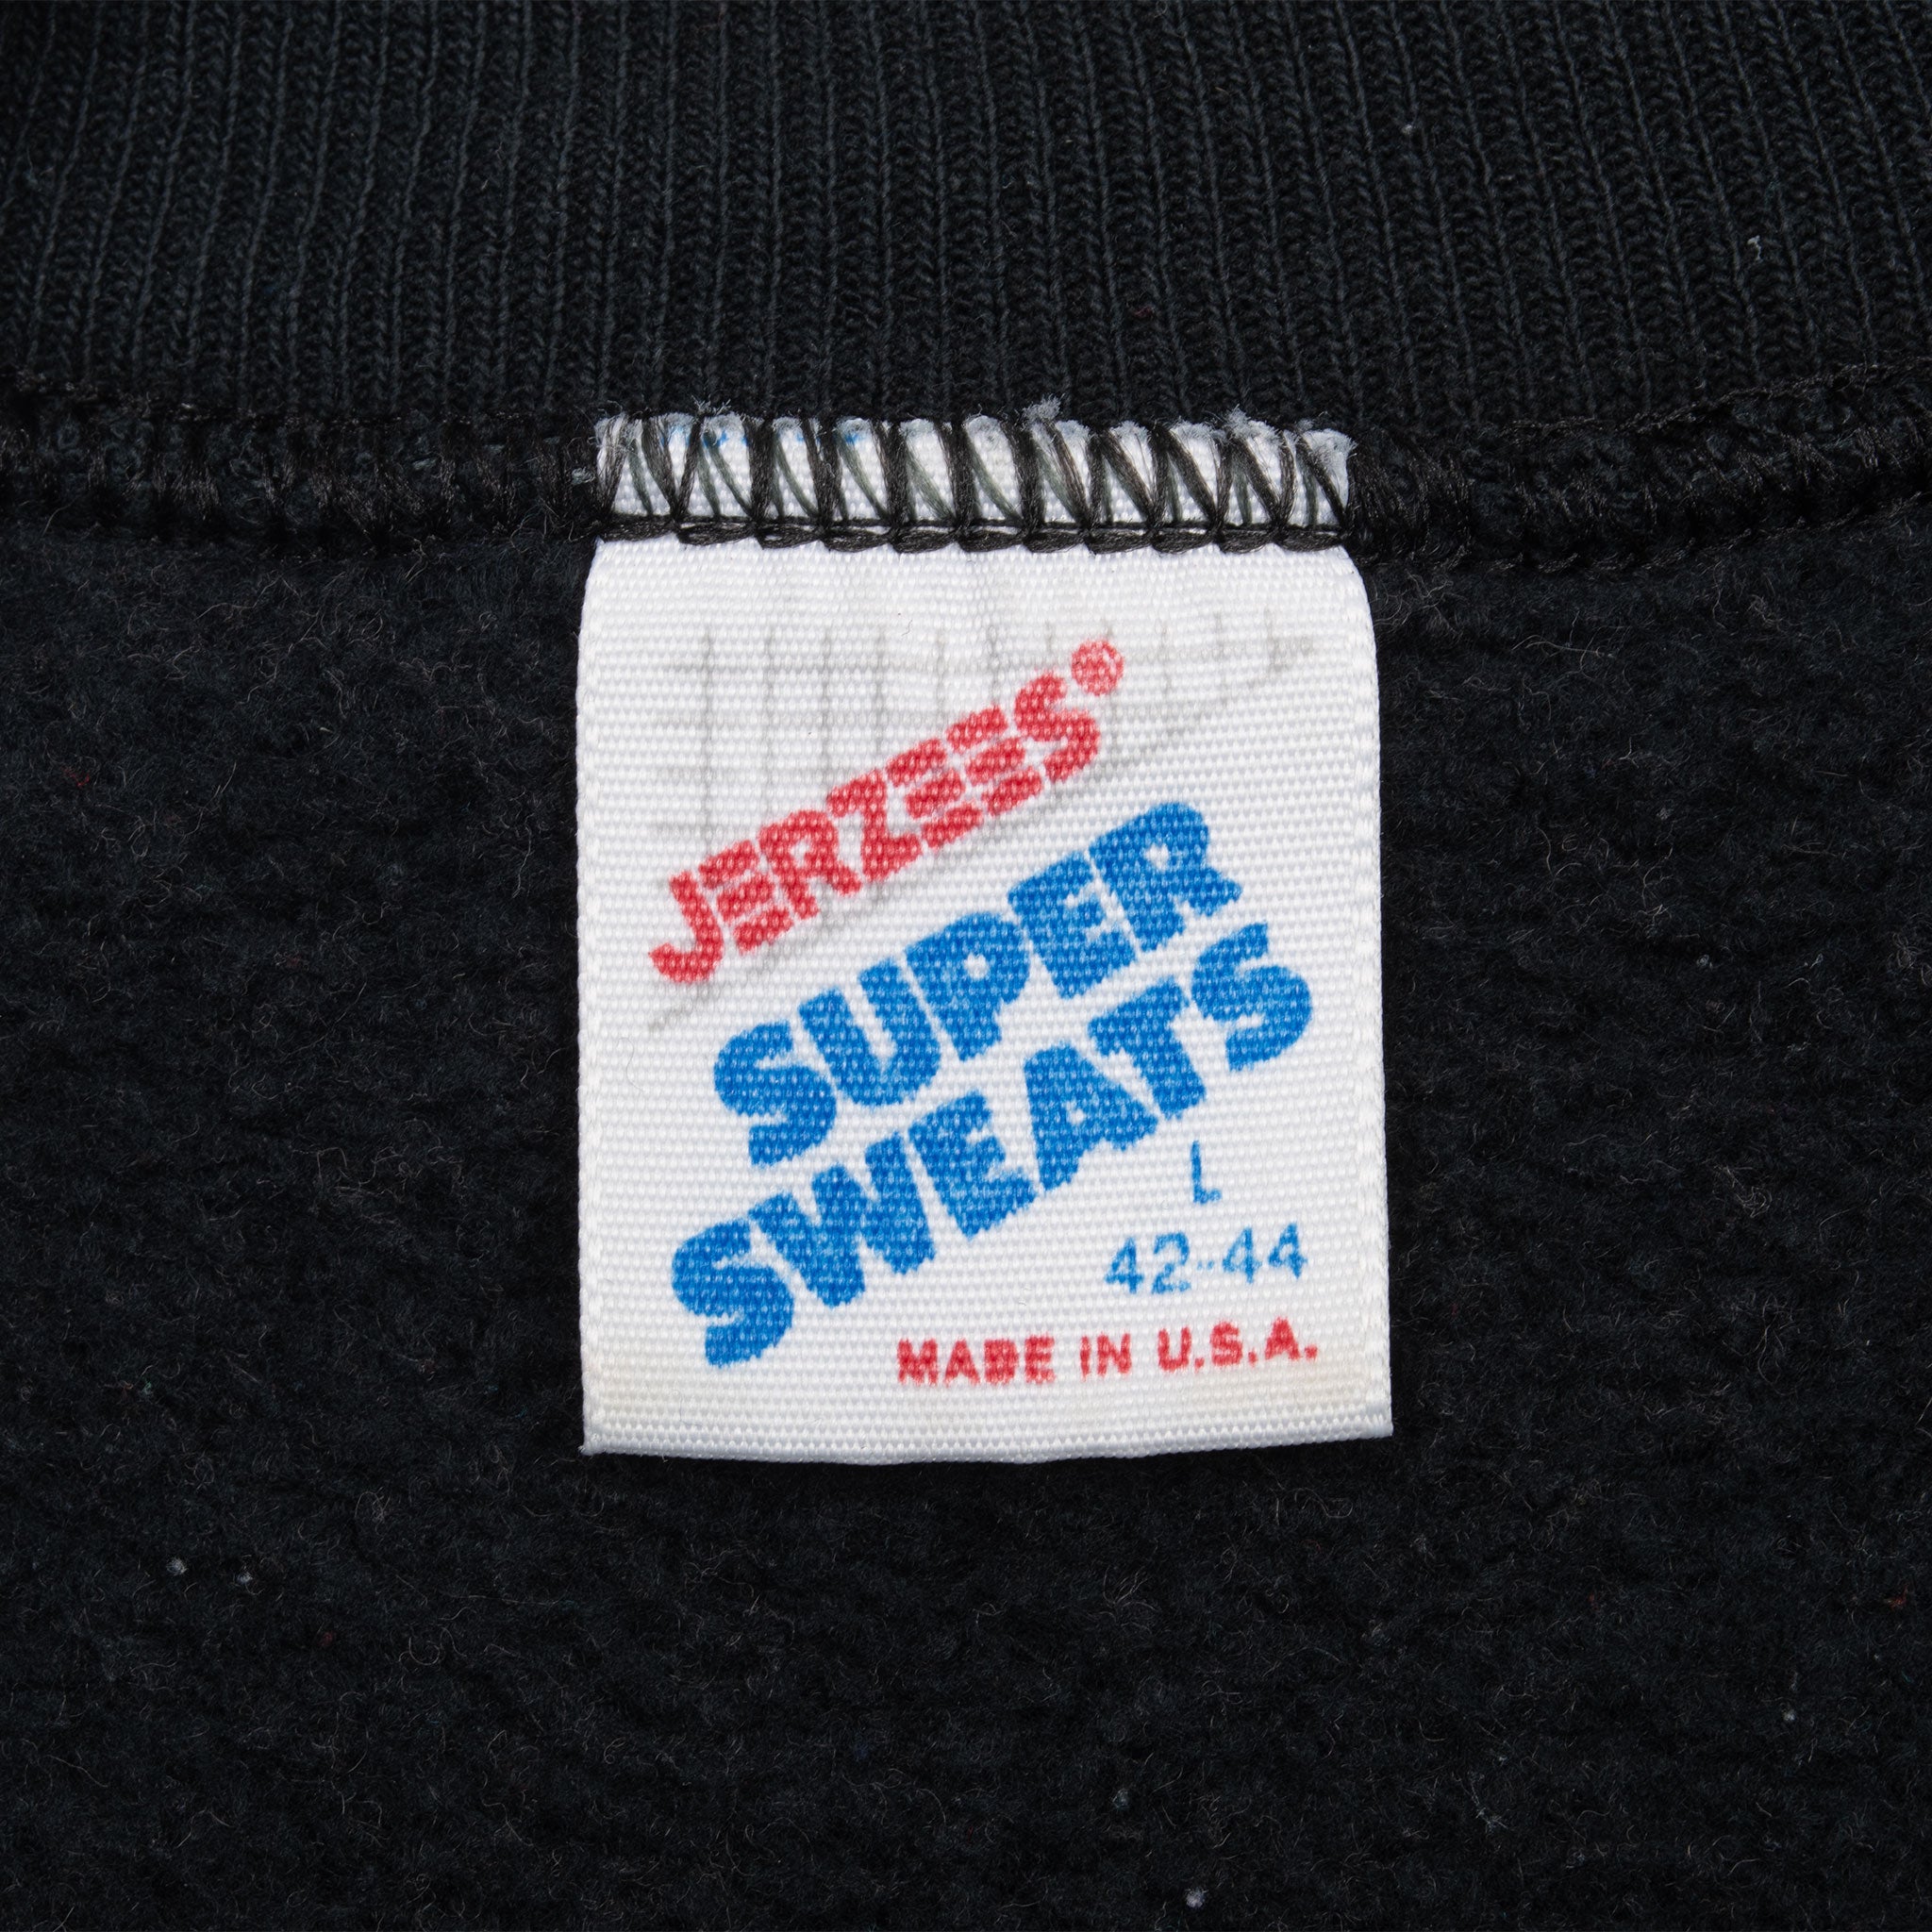 JERZEES®
SUPER
SWEATS
L
42-44
MADE IN U.S.A.